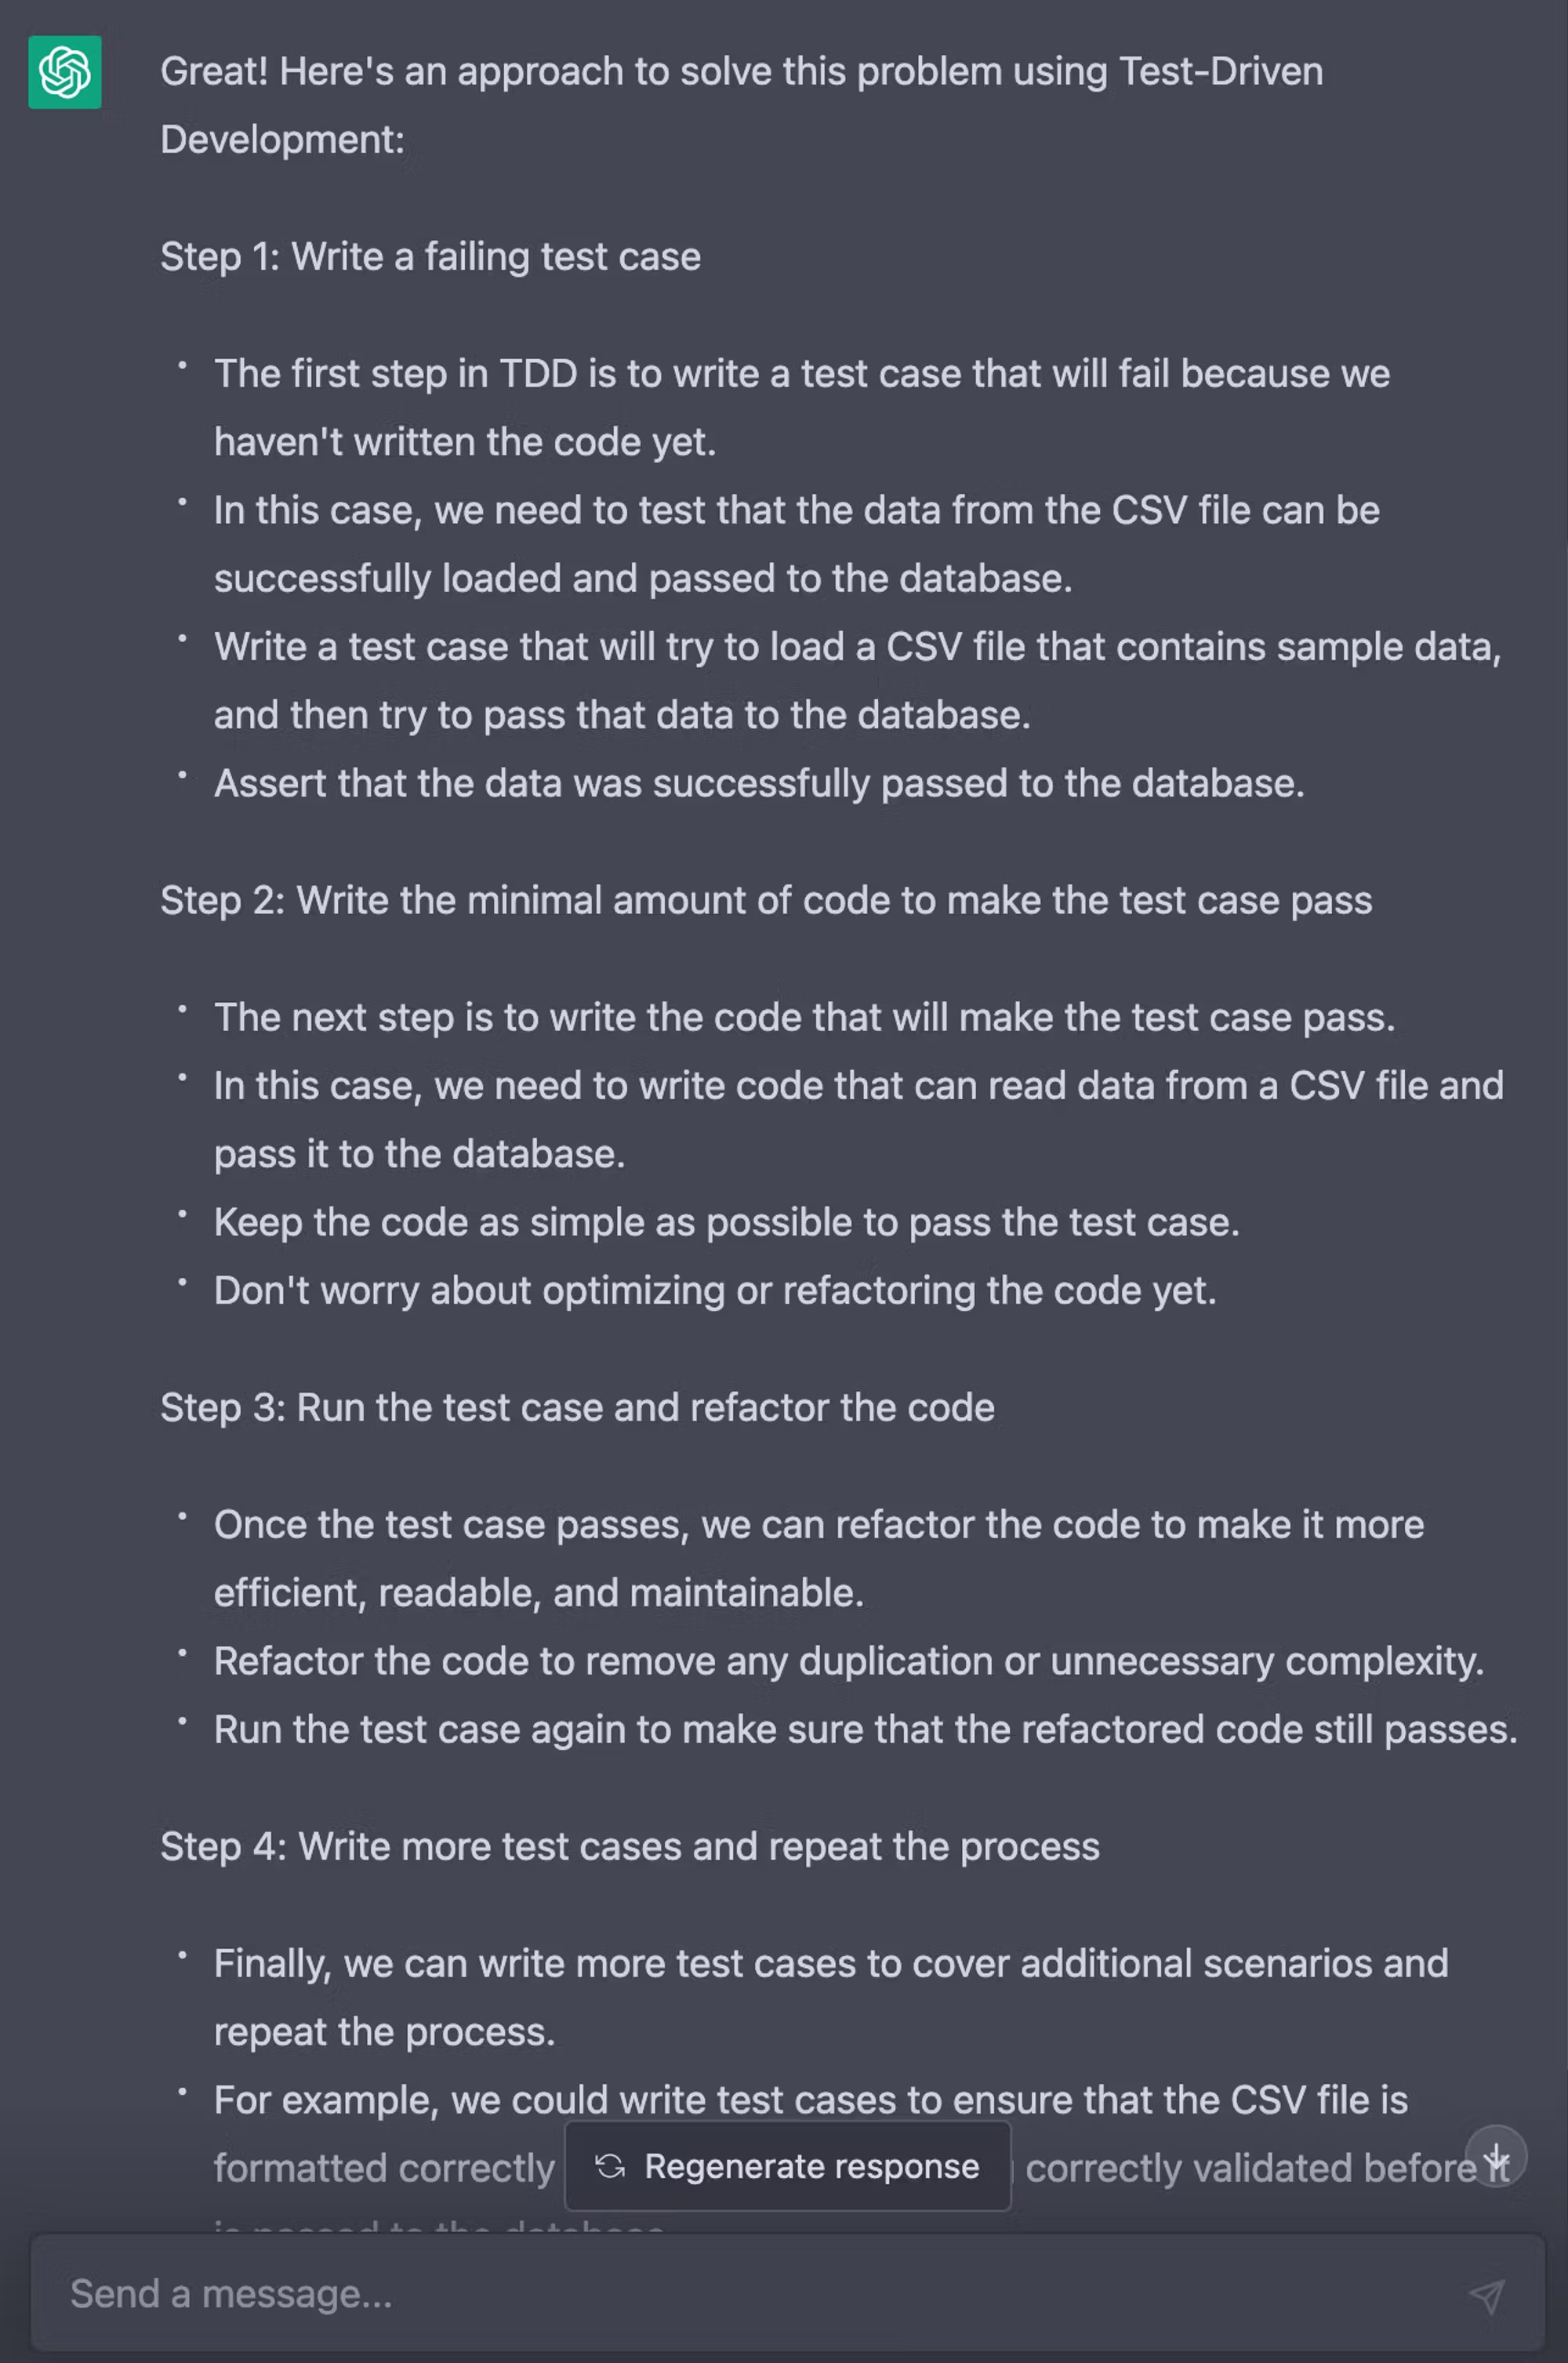 Great! Here's an approach to solve this problem using Test-Driven
Development:
Step 1: Write a failing test case
• The first step in TDD is to write a test case that will fail because we
haven't written the code yet.
• In this case, we need to test that the data from the CSV file can be
successfully loaded and passed to the database.
• Write a test case that will try to load a CSV file that contains sample data,
and then try to pass that data to the database.
• Assert that the data was successfully passed to the database.
Step 2: Write the minimal amount of code to make the test case pass
• The next step is to write the code that will make the test case pass.
• In this case, we need to write code that can read data from a CSV file and
pass it to the database.
• Keep the code as simple as possible to pass the test case.
• Don't worry about optimizing or refactoring the code yet.
Step 3: Run the test case and refactor the code
• Once the test case passes, we can refactor the code to make it more
efficient, readable, and maintainable.
• Refactor the code to remove any duplication or unnecessary complexity.
• Run the test case again to make sure that the refactored code still passes.
Step 4: Write more test cases and repeat the process
• Finally, we can write more test cases to cover additional scenarios and
repeat the process.
• For example, we could write test cases to ensure that the CSV file is
formatted correctly correctly validated before it
Regenerate response
is passed to the database
Send a message...